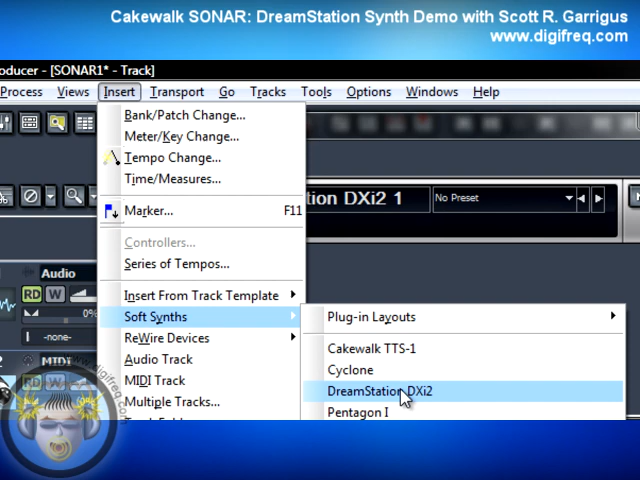 Cakewalk SONAR: DreamStation Synth Demo with Scott R. Garrigus
www.digifreq.com
oducer - [SONAR1* - Track]
Process Views Insert Transport Go Tracks Tools Options Windows Help
Bank/Patch Change...
Meter/Key Change...
Tempo Change...
Time/Measures...
tion DXi2 1 No Preset
Marker... F11
Controllers...
Series of Tempos...
Audio
RD W
Insert From Track Template
Soft Synths
Plug-in Layouts
0%
ReWire Devices
-none-
Cakewalk TTS-1
Audio Track
MIDI
Cyclone
MIDI Track
RD W
DreamStation DXi2
Multiple Tracks...
Pentagon I
www.digifreq.com